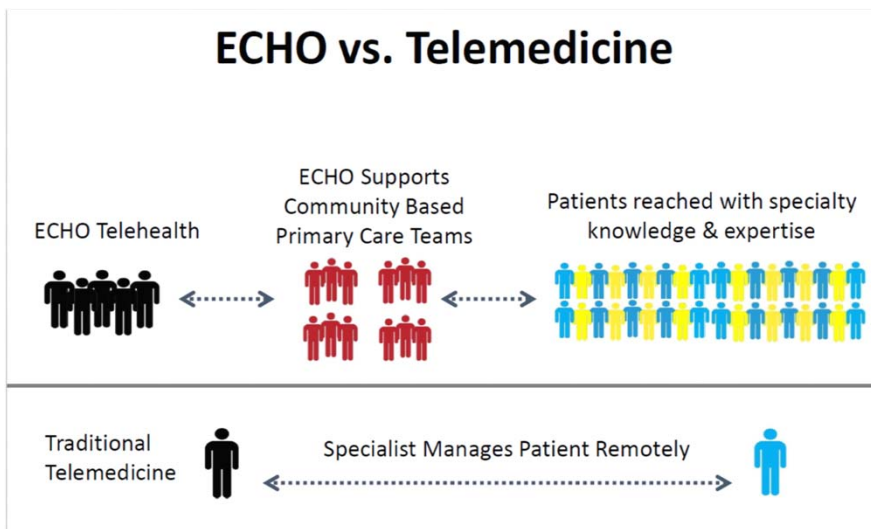 ECHO vs. Telemedicine
ECHO Telehealth
ECHO Supports
Community Based
Primary Care Teams
Patients reached with specialty
knowledge & expertise
Traditional
Telemedicine
Specialist Manages Patient Remotely